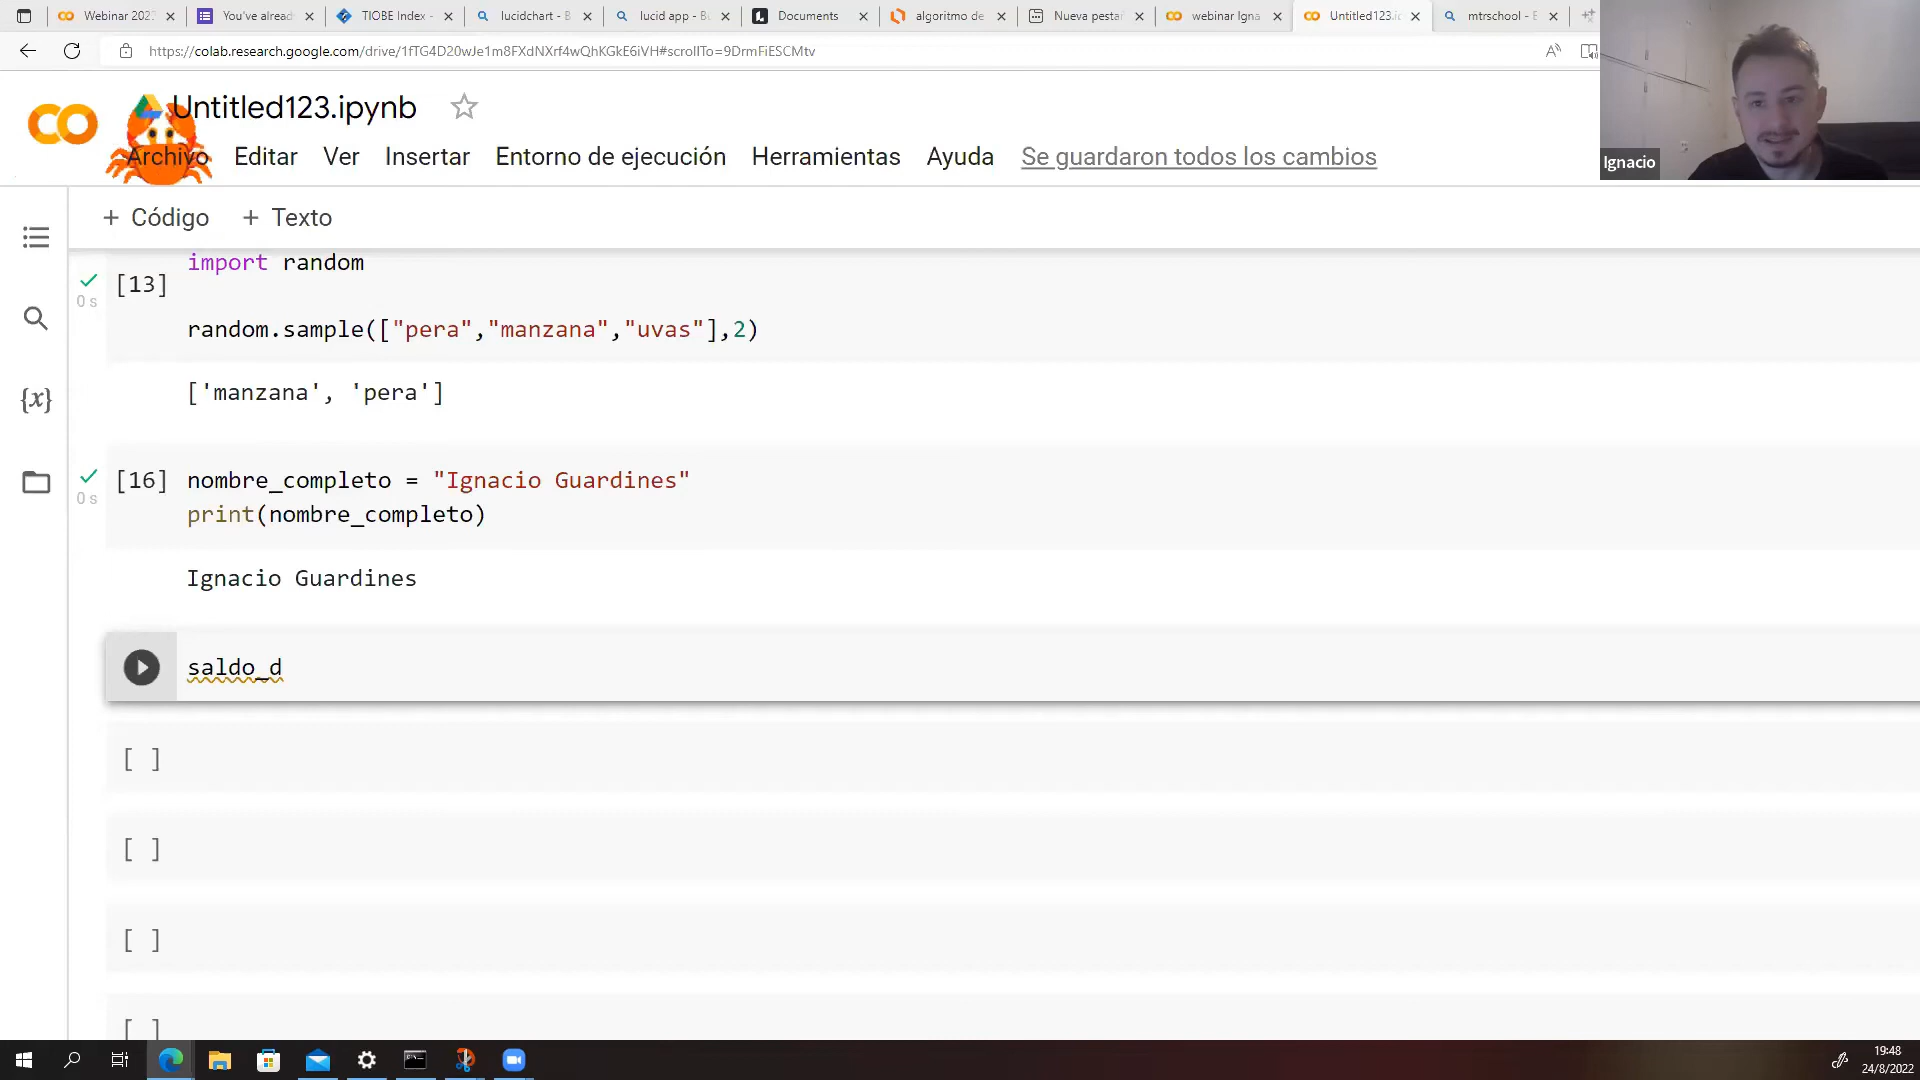 Webinar 202
You've alread
TIOBE Index -
lucidchart - B
lucid app - Bu
Documents
algoritmo de
Nueva pestañ
webinar Igna
Untitled123.ip
mtrschool - B
https://colab.research.google.com/drive/1fTG4D20wJe1m8FXdNXrf4wQhKGkE6iVH#scrollTo=9DrmFiESCMtv
Untitled123.ipynb
Archivo Editar Ver Insertar Entorno de ejecución Herramientas Ayuda Se guardaron todos los cambios
Ignacio
+ Código + Texto
import random
[13]
0 s
random.sample(["pera","manzana","uvas"],2)
['manzana', 'pera']
{x}
[16] nombre_completo = "Ignacio Guardines"
0 s
print(nombre_completo)
Ignacio Guardines
saldo_d
[ ]
[ ]
[ ]
[ ]
19:48
24/8/2022